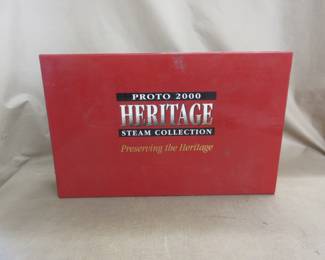 PROTO 2000
HERITAGE
STEAM COLLECTION
Preserving the Heritage